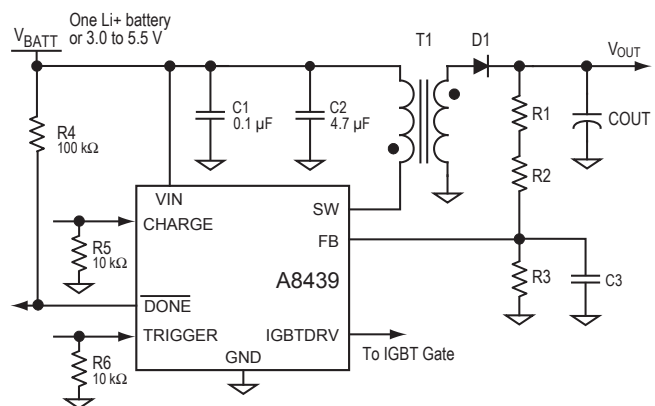 One Li+ battery
or 3.0 to 5.5 V
VBATT
T1
D1
VOUT
C1
0.1 µF
C2
4.7 µF
R4
100 kΩ
R1
COUT
R2
VIN
SW
CHARGE
FB
R5
10 kΩ
A8439
R3
C3
DONE
TRIGGER
IGBTDRV
To IGBT Gate
GND
R6
10 kΩ